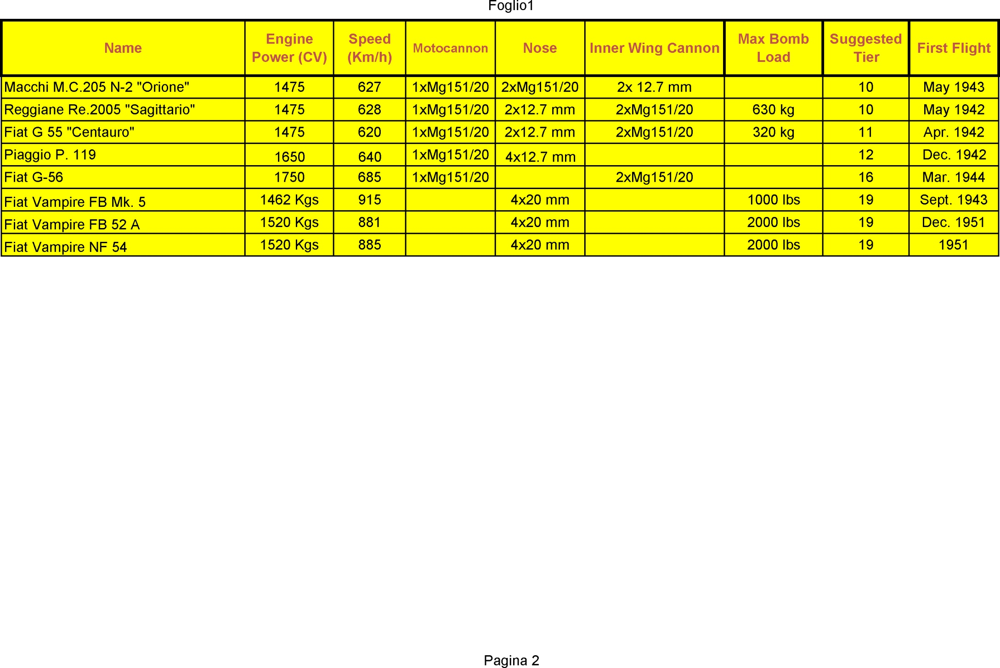 Foglio1
Name Engine Power (CV) Speed (Km/h) Motocannon Nose Inner Wing Cannon Max Bomb Load Suggested Tier First Flight
Macchi M.C.205 N-2 "Orione" 1475 627 1xMg151/20 2xMg151/20 2x 12.7 mm 10 May 1943
Reggiane Re.2005 "Sagittario" 1475 628 1xMg151/20 2x12.7 mm 2xMg151/20 630 kg 10 May 1942
Fiat G 55 "Centauro" 1475 620 1xMg151/20 2x12.7 mm 2xMg151/20 320 kg 11 Apr. 1942
Piaggio P. 119 1650 640 1xMg151/20 4x12.7 mm 12 Dec. 1942
Fiat G-56 1750 685 1xMg151/20 2xMg151/20 16 Mar. 1944
Fiat Vampire FB Mk. 5 1462 Kgs 915 4x20 mm 1000 lbs 19 Sept. 1943
Fiat Vampire FB 52 A 1520 Kgs 881 4x20 mm 2000 lbs 19 Dec. 1951
Fiat Vampire NF 54 1520 Kgs 885 4x20 mm 2000 lbs 19 1951
Pagina 2